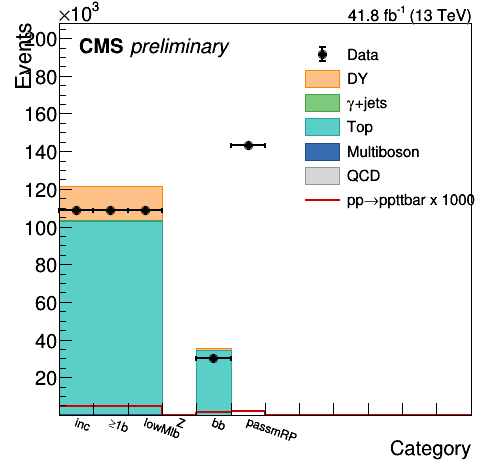 ×10³
41.8 fb⁻¹ (13 TeV)
Events
CMS preliminary
200
180
160
140
120
100
80
60
40
20
Data
DY
γ+jets
Top
Multiboson
QCD
pp→ppttbar x 1000
inc
≥1b
lowMlb
Z
bb
passmRP
Category